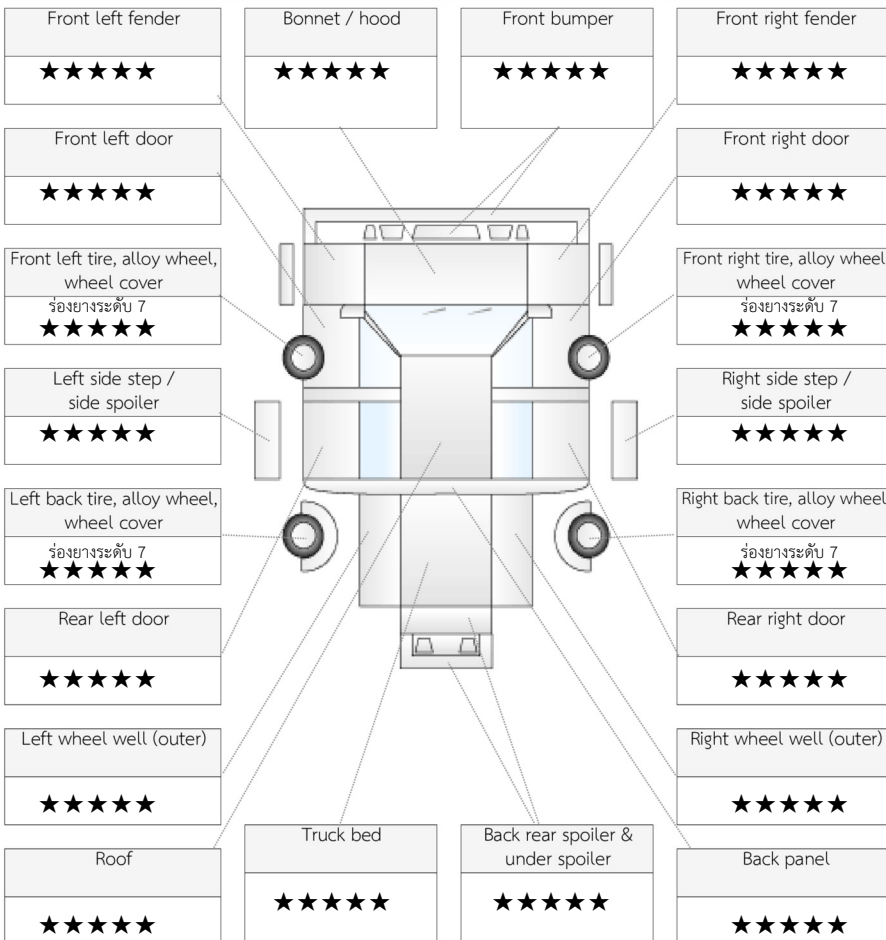 Front left fender
★★★★★
Bonnet / hood
★★★★★
Front bumper
★★★★★
Front right fender
★★★★★
Front left door
★★★★★
Front right door
★★★★★
Front left tire, alloy wheel,
wheel cover
ร่องยางระดับ 7
★★★★★
Front right tire, alloy wheel
wheel cover
ร่องยางระดับ 7
★★★★★
Left side step /
side spoiler
★★★★★
Right side step /
side spoiler
★★★★★
Left back tire, alloy wheel,
wheel cover
ร่องยางระดับ 7
★★★★★
Right back tire, alloy wheel
wheel cover
ร่องยางระดับ 7
★★★★★
Rear left door
★★★★★
Rear right door
★★★★★
Left wheel well (outer)
★★★★★
Right wheel well (outer)
★★★★★
Roof
★★★★★
Truck bed
★★★★★
Back rear spoiler &
under spoiler
★★★★★
Back panel
★★★★★